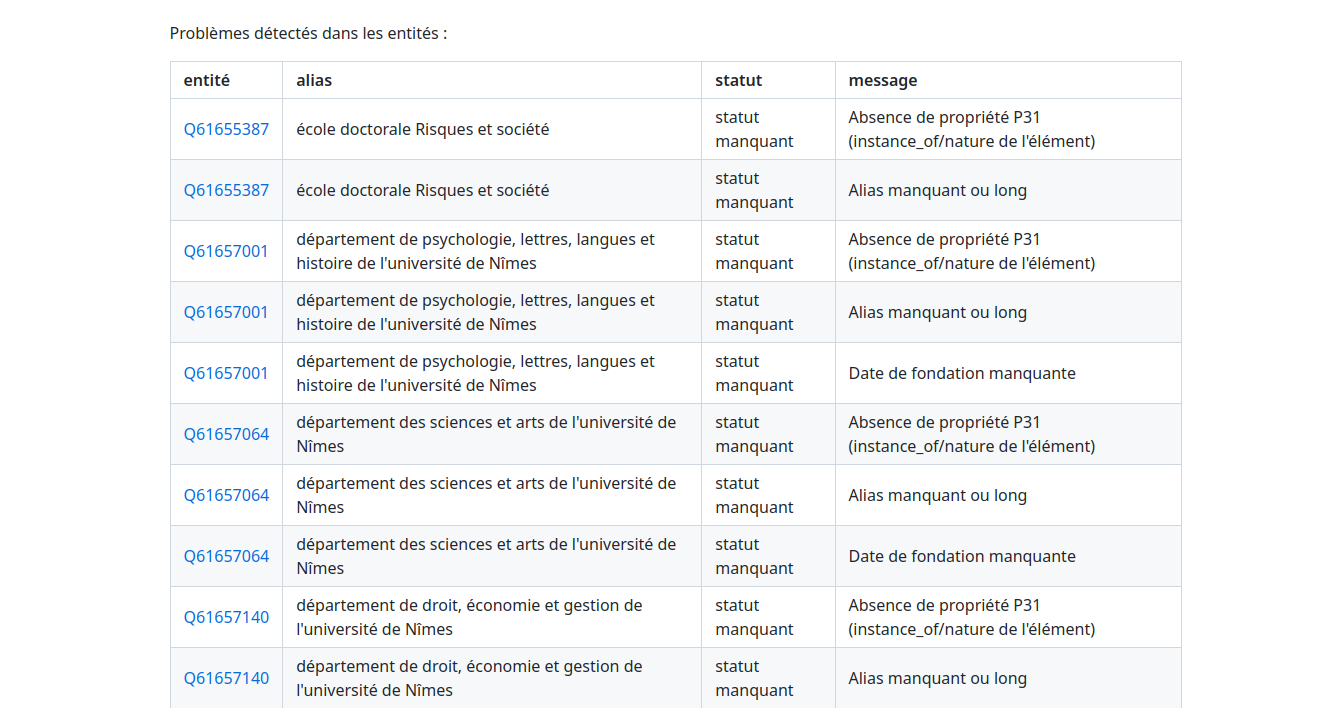 Problèmes détectés dans les entités :
entité alias statut message
Q61655387 école doctorale Risques et société statut manquant Absence de propriété P31 (instance_of/nature de l'élément)
Q61655387 école doctorale Risques et société statut manquant Alias manquant ou long
Q61657001 département de psychologie, lettres, langues et histoire de l'université de Nîmes statut manquant Absence de propriété P31 (instance_of/nature de l'élément)
Q61657001 département de psychologie, lettres, langues et histoire de l'université de Nîmes statut manquant Alias manquant ou long
Q61657001 département de psychologie, lettres, langues et histoire de l'université de Nîmes statut manquant Date de fondation manquante
Q61657064 département des sciences et arts de l'université de Nîmes statut manquant Absence de propriété P31 (instance_of/nature de l'élément)
Q61657064 département des sciences et arts de l'université de Nîmes statut manquant Alias manquant ou long
Q61657064 département des sciences et arts de l'université de Nîmes statut manquant Date de fondation manquante
Q61657140 département de droit, économie et gestion de l'université de Nîmes statut manquant Absence de propriété P31 (instance_of/nature de l'élément)
Q61657140 département de droit, économie et gestion de l'université de Nîmes statut manquant Alias manquant ou long